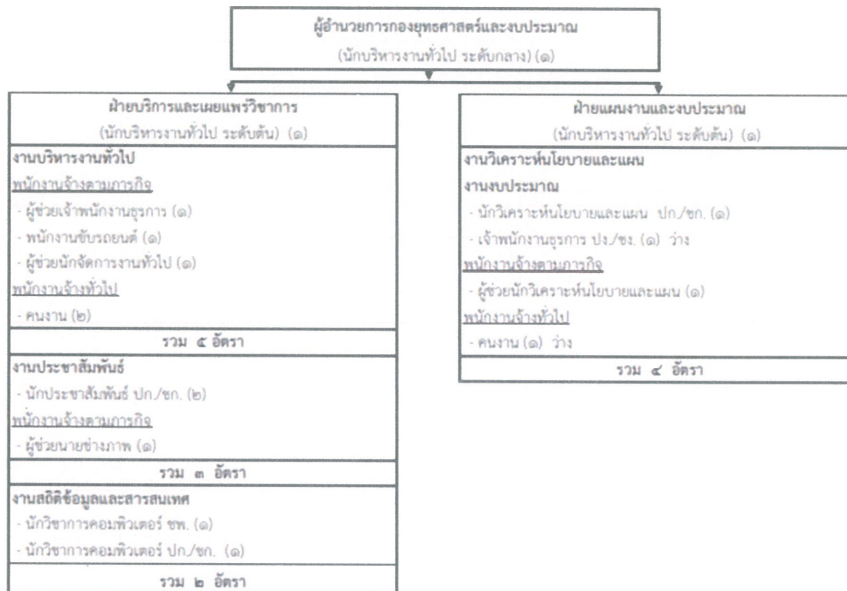 ผู้อำนวยการกองยุทธศาสตร์และงบประมาณ
(นักบริหารงานทั่วไป ระดับกลาง) (๑)
ฝ่ายบริการและเผยแพร่วิชาการ
(นักบริหารงานทั่วไป ระดับต้น) (๑)
งานบริหารงานทั่วไป
พนักงานจ้างตามภารกิจ
- ผู้ช่วยเจ้าพนักงานธุรการ (๑)
- พนักงานขับรถยนต์ (๑)
- ผู้ช่วยนักจัดการงานทั่วไป (๑)
พนักงานจ้างทั่วไป
- คนงาน (๒)
รวม ๕ อัตรา
งานประชาสัมพันธ์
- นักประชาสัมพันธ์ ปก./ชก. (๒)
พนักงานจ้างตามภารกิจ
- ผู้ช่วยนายช่างภาพ (๑)
รวม ๓ อัตรา
งานสถิติข้อมูลและสารสนเทศ
- นักวิชาการคอมพิวเตอร์ ชพ. (๑)
- นักวิชาการคอมพิวเตอร์ ปก./ชก. (๑)
รวม ๒ อัตรา
ฝ่ายแผนงานและงบประมาณ
(นักบริหารงานทั่วไป ระดับต้น) (๑)
งานวิเคราะห์นโยบายและแผน
งานงบประมาณ
- นักวิเคราะห์นโยบายและแผน ปก./ชก. (๑)
- เจ้าพนักงานธุรการ ปง./ชง. (๑) ว่าง
พนักงานจ้างตามภารกิจ
- ผู้ช่วยนักวิเคราะห์นโยบายและแผน (๑)
พนักงานจ้างทั่วไป
- คนงาน (๑) ว่าง
รวม ๔ อัตรา